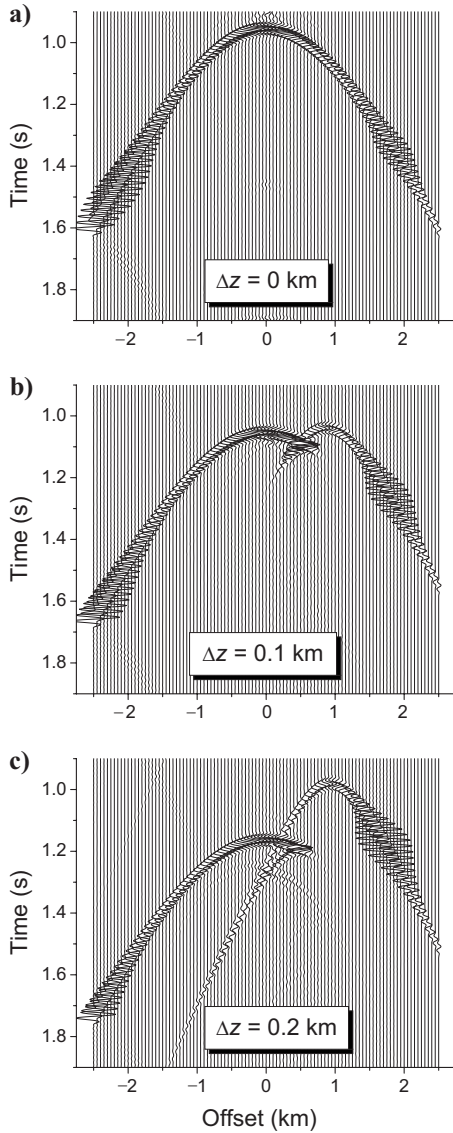 a)
Time (s)
1.0
1.2
1.4
1.6
1.8
Δz = 0 km
−2 −1 0 1 2
b)
Time (s)
1.0
1.2
1.4
1.6
1.8
Δz = 0.1 km
−2 −1 0 1 2
c)
Time (s)
1.0
1.2
1.4
1.6
1.8
Δz = 0.2 km
−2 −1 0 1 2
Offset (km)